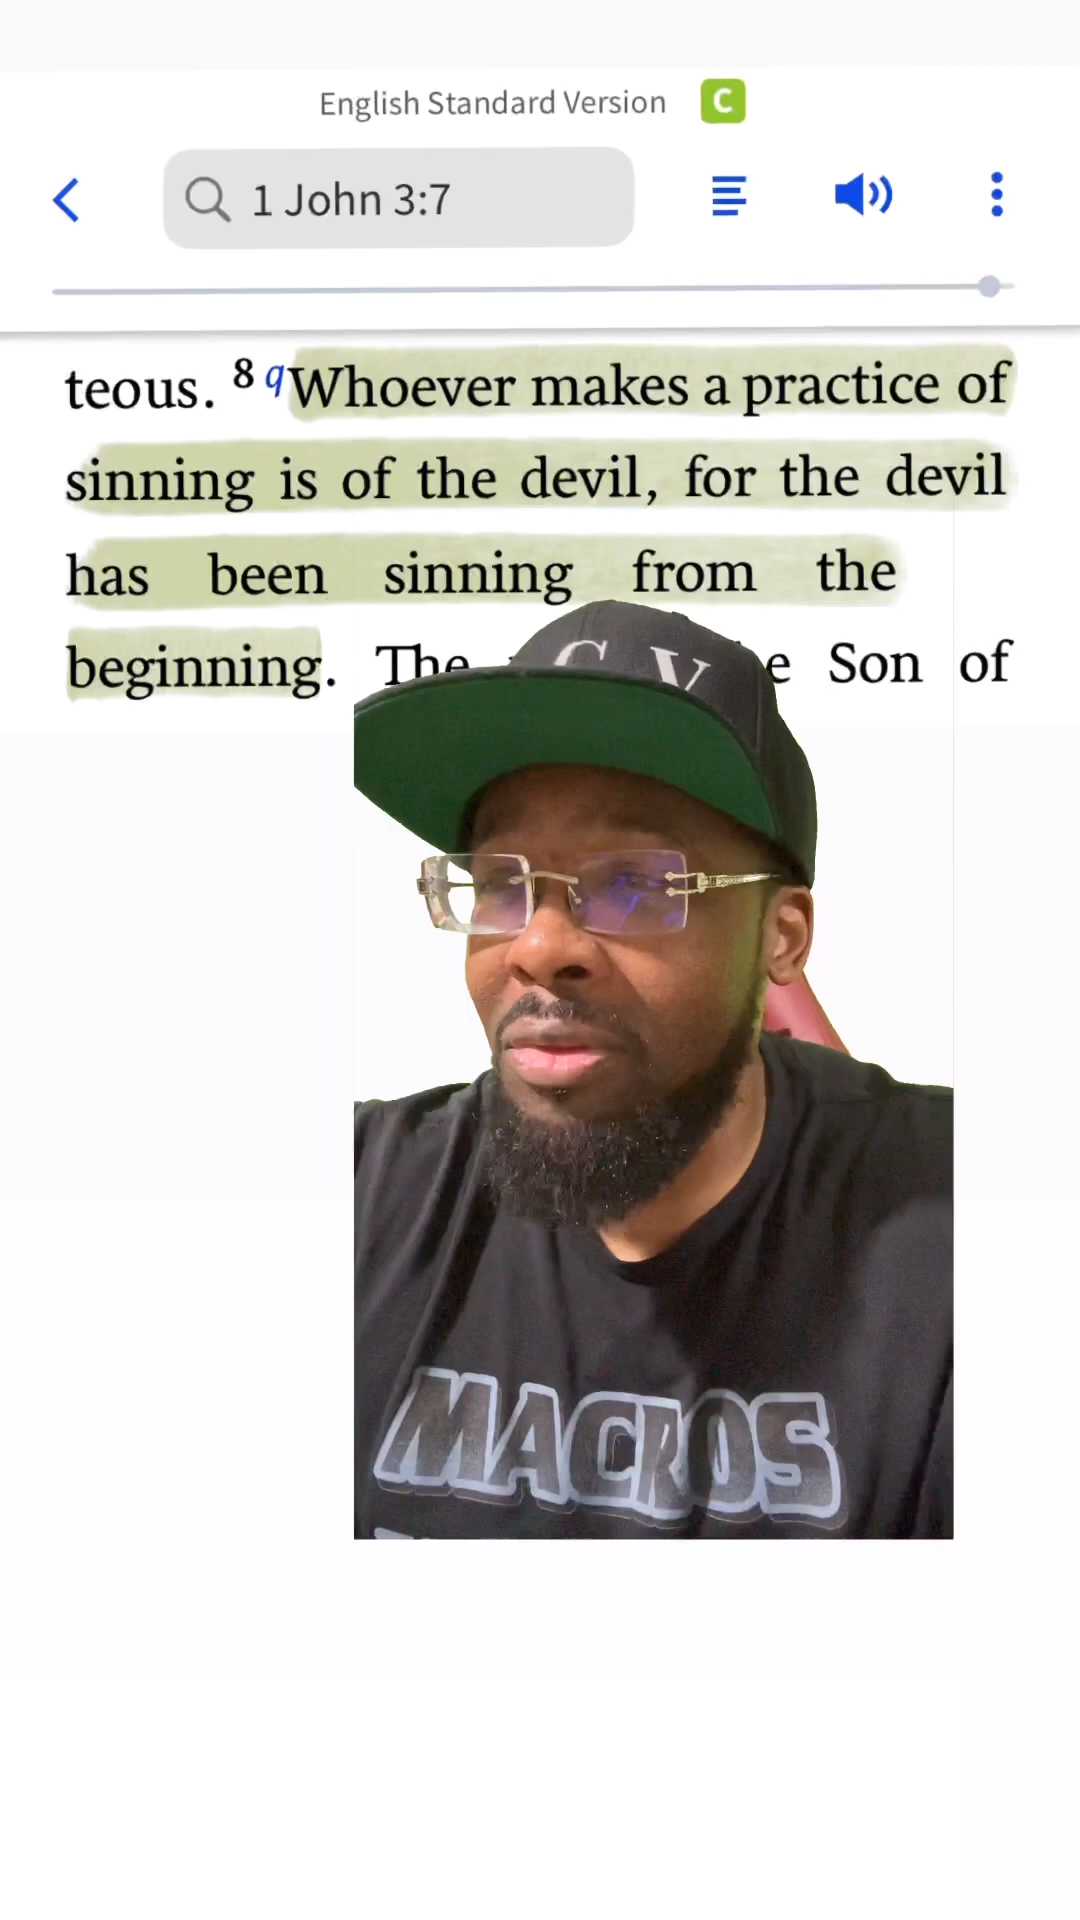 English Standard Version C
1 John 3:7
teous. 8 qWhoever makes a practice of
sinning is of the devil, for the devil
has been sinning from the
beginning. The e Son of
C V
MACROS